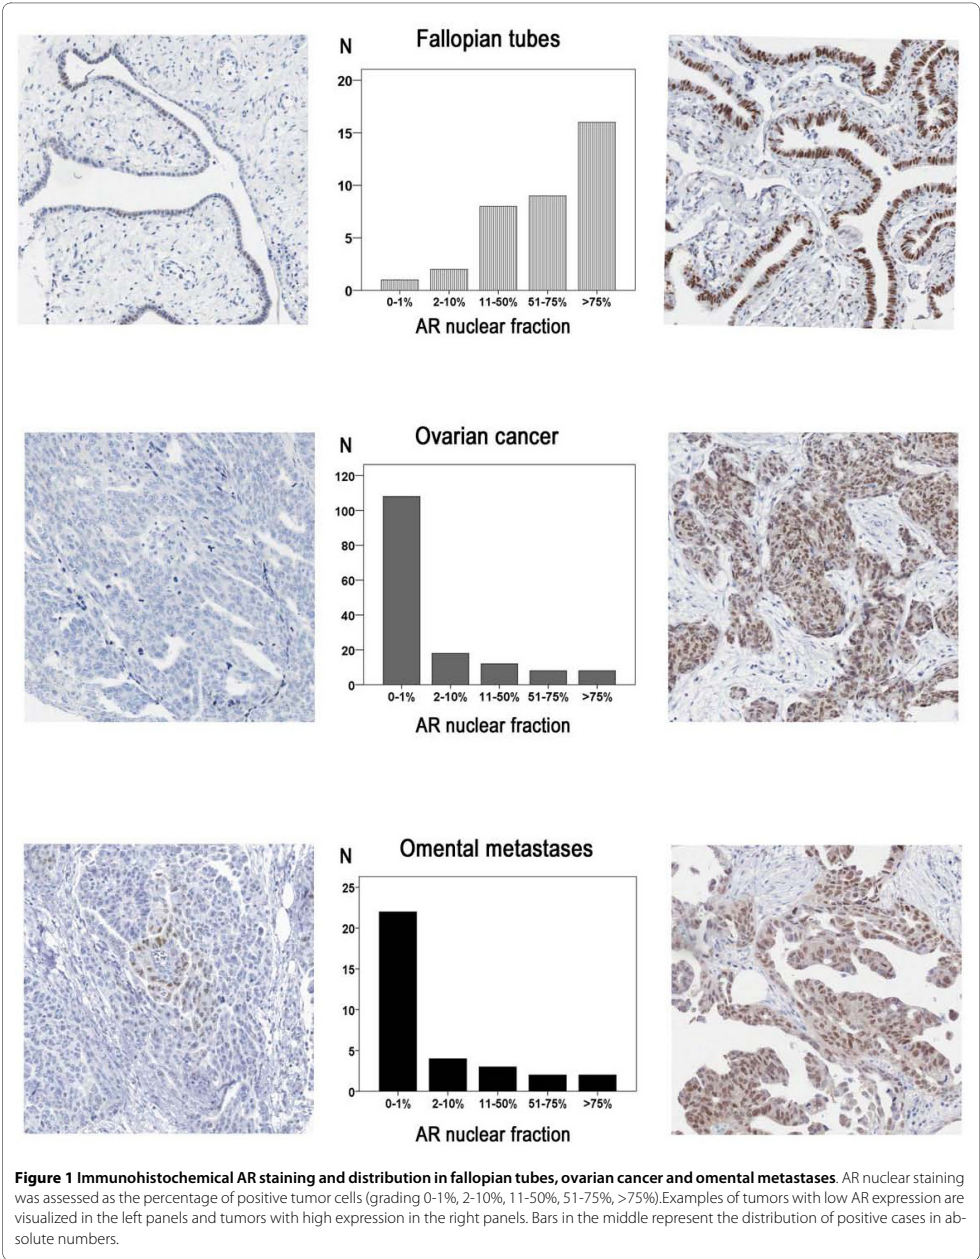 Fallopian tubes
N
20
15
10
5
0
0-1% 2-10% 11-50% 51-75% >75%
AR nuclear fraction
Ovarian cancer
N
120
100
80
60
40
20
0
0-1% 2-10% 11-50% 51-75% >75%
AR nuclear fraction
Omental metastases
N
25
20
15
10
5
0
0-1% 2-10% 11-50% 51-75% >75%
AR nuclear fraction
Figure 1 Immunohistochemical AR staining and distribution in fallopian tubes, ovarian cancer and omental metastases. AR nuclear staining
was assessed as the percentage of positive tumor cells (grading 0-1%, 2-10%, 11-50%, 51-75%, >75%).Examples of tumors with low AR expression are
visualized in the left panels and tumors with high expression in the right panels. Bars in the middle represent the distribution of positive cases in ab-
solute numbers.